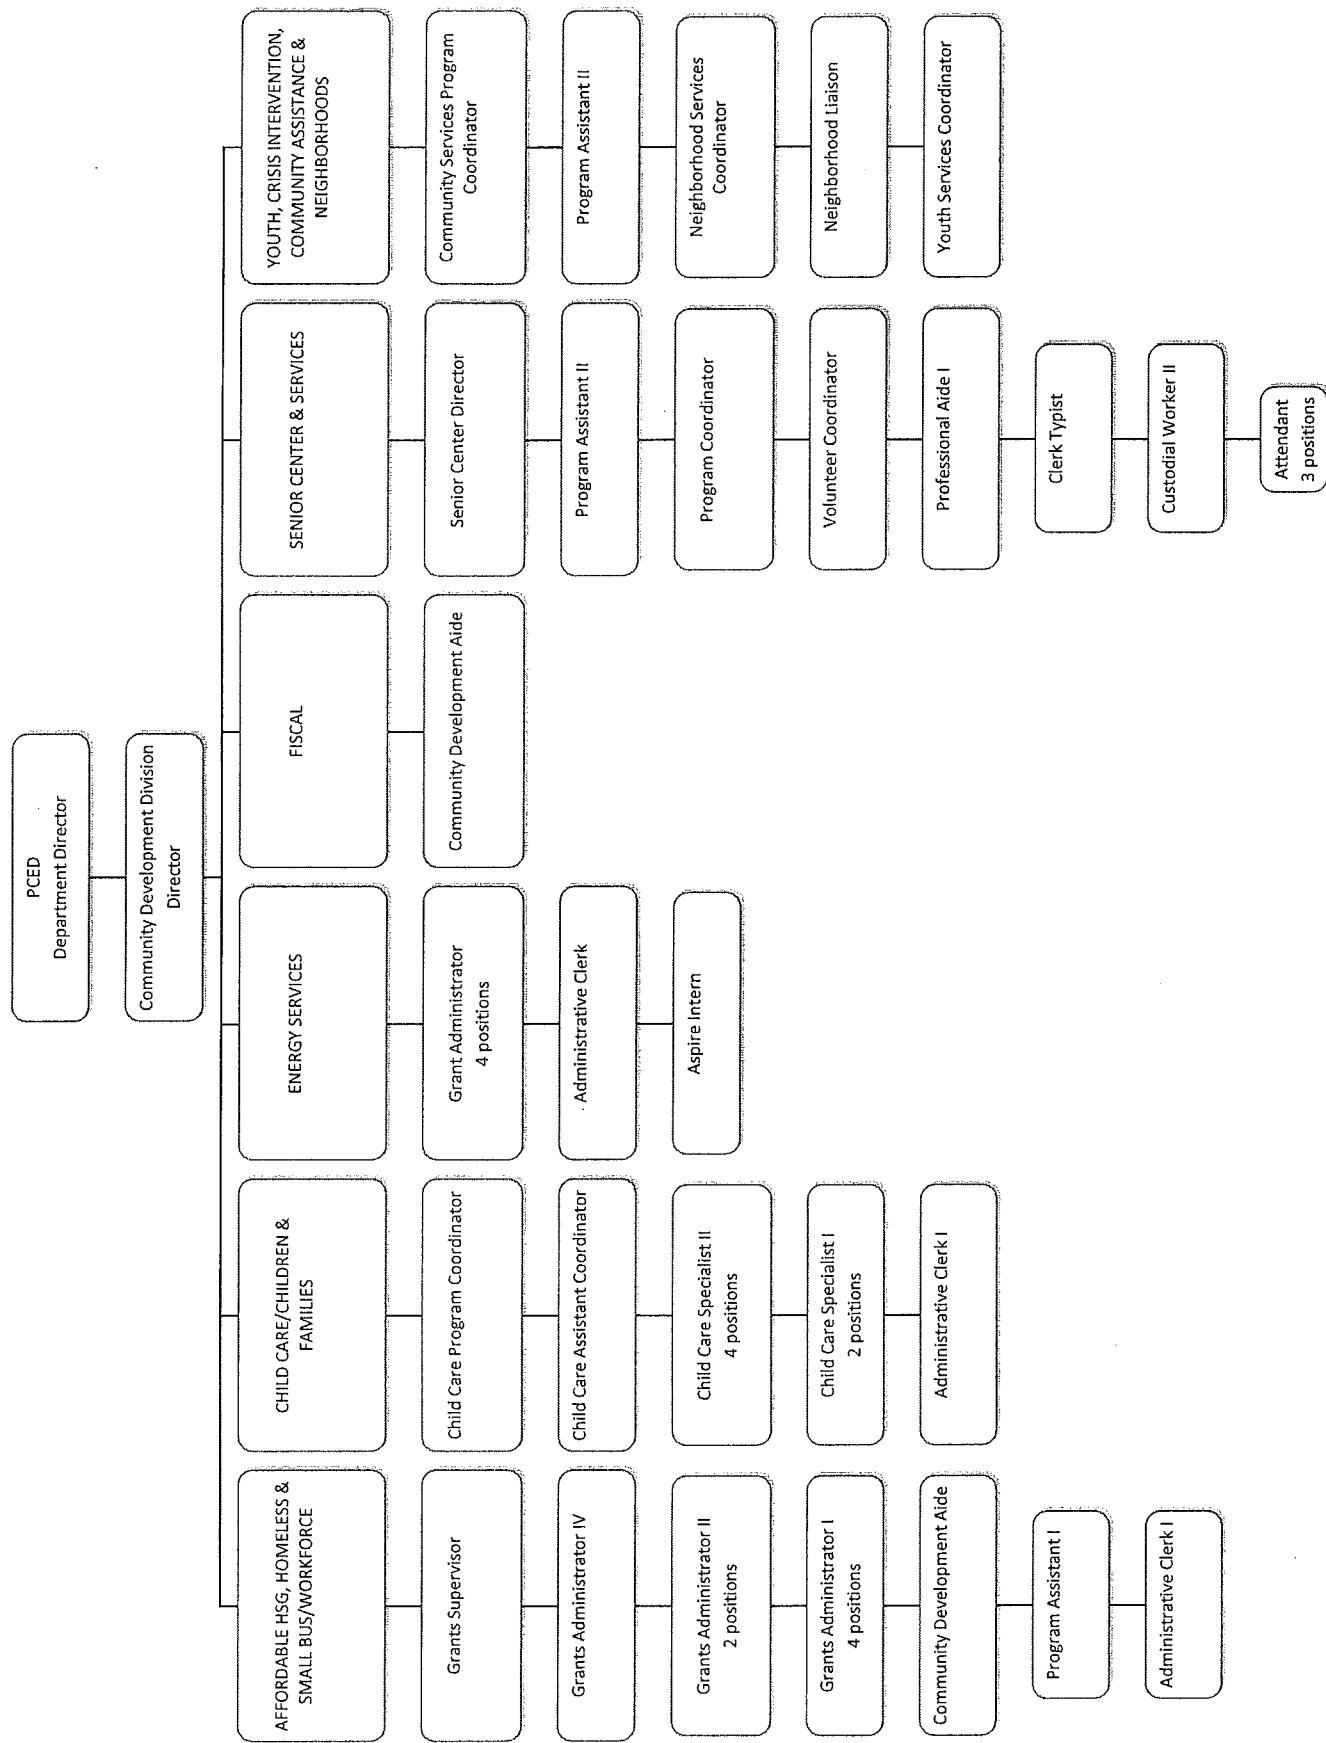 PCED
Department Director
Community Development Division
Director
AFFORDABLE HSG, HOMELESS &
SMALL BUS/WORKFORCE
Grants Supervisor
Grants Administrator IV
Grants Administrator II
2 positions
Grants Administrator I
4 positions
Community Development Aide
Program Assistant I
Administrative Clerk I
CHILD CARE/CHILDREN &
FAMILIES
Child Care Program Coordinator
Child Care Assistant Coordinator
Child Care Specialist II
4 positions
Child Care Specialist I
2 positions
Administrative Clerk I
ENERGY SERVICES
Grant Administrator
4 positions
Administrative Clerk
Aspire Intern
FISCAL
Community Development Aide
SENIOR CENTER & SERVICES
Senior Center Director
Program Assistant II
Program Coordinator
Volunteer Coordinator
Professional Aide I
Clerk Typist
Custodial Worker II
Attendant
3 positions
YOUTH, CRISIS INTERVENTION,
COMMUNITY ASSISTANCE &
NEIGHBORHOODS
Community Services Program
Coordinator
Program Assistant II
Neighborhood Services
Coordinator
Neighborhood Liaison
Youth Services Coordinator